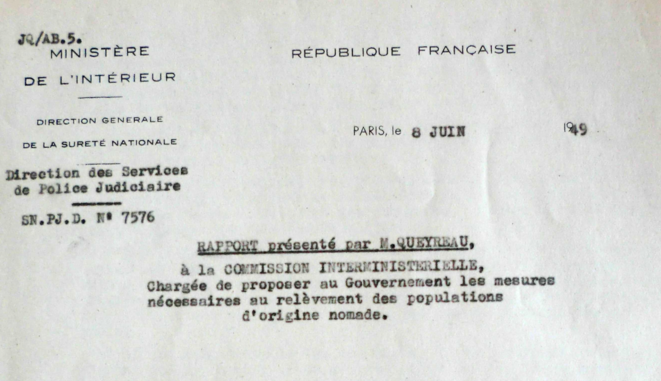 JQ/AB.5.
MINISTÈRE
DE L'INTÉRIEUR
DIRECTION GENERALE
DE LA SURETÉ NATIONALE
Direction des Services
de Police Judiciaire
SN.PJ.D. N° 7576
RÉPUBLIQUE FRANÇAISE
PARIS, le 8 JUIN 1949
RAPPORT présenté par M.QUEYREAU,
à la COMMISSION INTERMINISTERIELLE,
Chargée de proposer au Gouvernement les mesures
nécessaires au relèvement des populations
d'origine nomade.